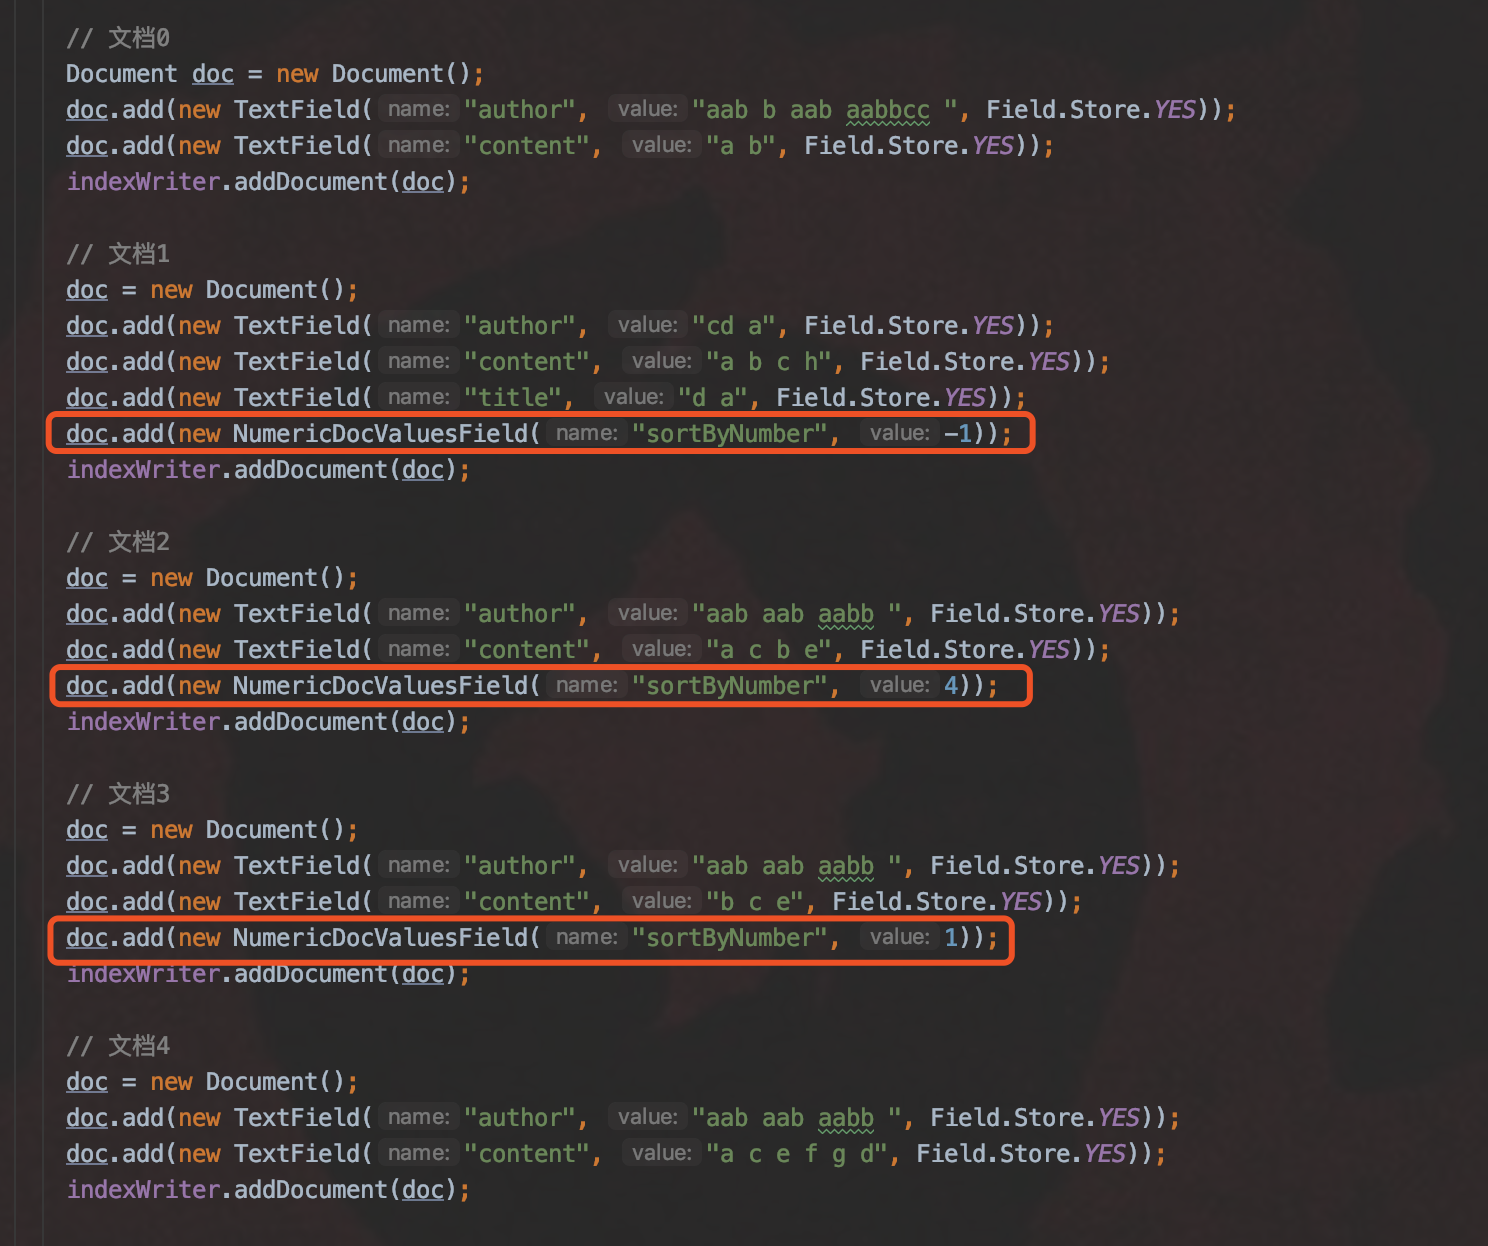 // 文档0
Document doc = new Document();
doc.add(new TextField( name: "author", value: "aab b aab aabbcc ", Field.Store.YES));
doc.add(new TextField( name: "content", value: "a b", Field.Store.YES));
indexWriter.addDocument(doc);
// 文档1
doc = new Document();
doc.add(new TextField( name: "author", value: "cd a", Field.Store.YES));
doc.add(new TextField( name: "content", value: "a b c h", Field.Store.YES));
doc.add(new TextField( name: "title", value: "d a", Field.Store.YES));
doc.add(new NumericDocValuesField( name: "sortByNumber", value: -1));
indexWriter.addDocument(doc);
// 文档2
doc = new Document();
doc.add(new TextField( name: "author", value: "aab aab aabb ", Field.Store.YES));
doc.add(new TextField( name: "content", value: "a c b e", Field.Store.YES));
doc.add(new NumericDocValuesField( name: "sortByNumber", value: 4));
indexWriter.addDocument(doc);
// 文档3
doc = new Document();
doc.add(new TextField( name: "author", value: "aab aab aabb ", Field.Store.YES));
doc.add(new TextField( name: "content", value: "b c e", Field.Store.YES));
doc.add(new NumericDocValuesField( name: "sortByNumber", value: 1));
indexWriter.addDocument(doc);
// 文档4
doc = new Document();
doc.add(new TextField( name: "author", value: "aab aab aabb ", Field.Store.YES));
doc.add(new TextField( name: "content", value: "a c e f g d", Field.Store.YES));
indexWriter.addDocument(doc);